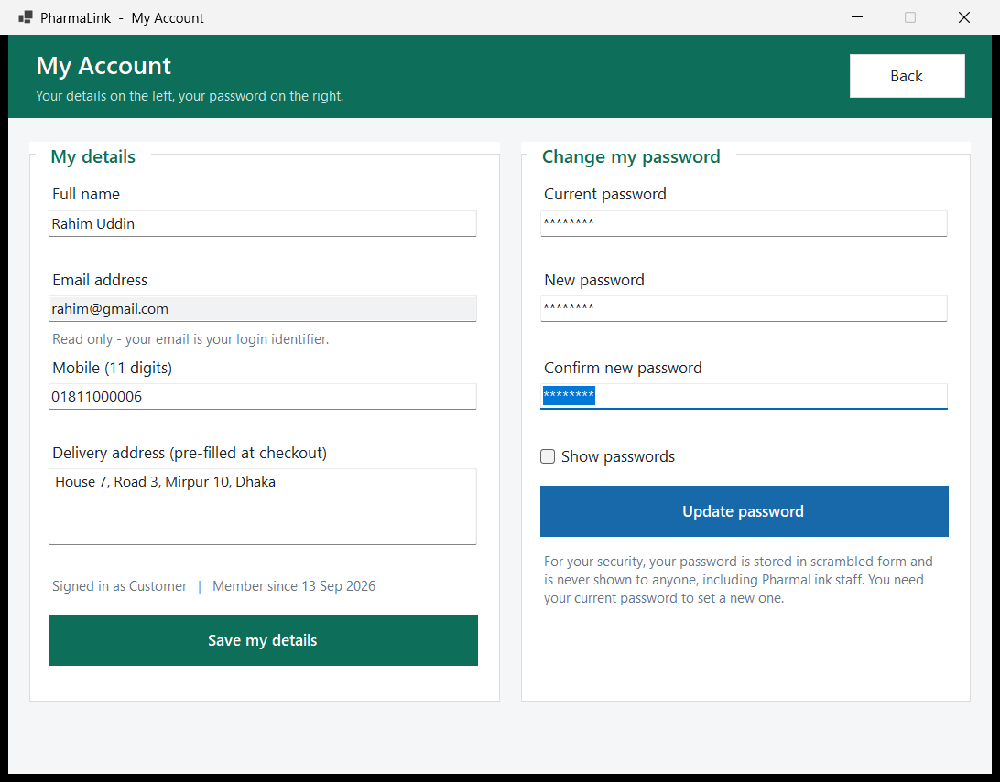 PharmaLink - My Account
My Account
Your details on the left, your password on the right.
Back
My details
Full name
Rahim Uddin
Email address
rahim@gmail.com
Read only - your email is your login identifier.
Mobile (11 digits)
01811000006
Delivery address (pre-filled at checkout)
House 7, Road 3, Mirpur 10, Dhaka
Signed in as Customer | Member since 13 Sep 2026
Save my details
Change my password
Current password
********
New password
********
Confirm new password
********
Show passwords
Update password
For your security, your password is stored in scrambled form and
is never shown to anyone, including PharmaLink staff. You need
your current password to set a new one.